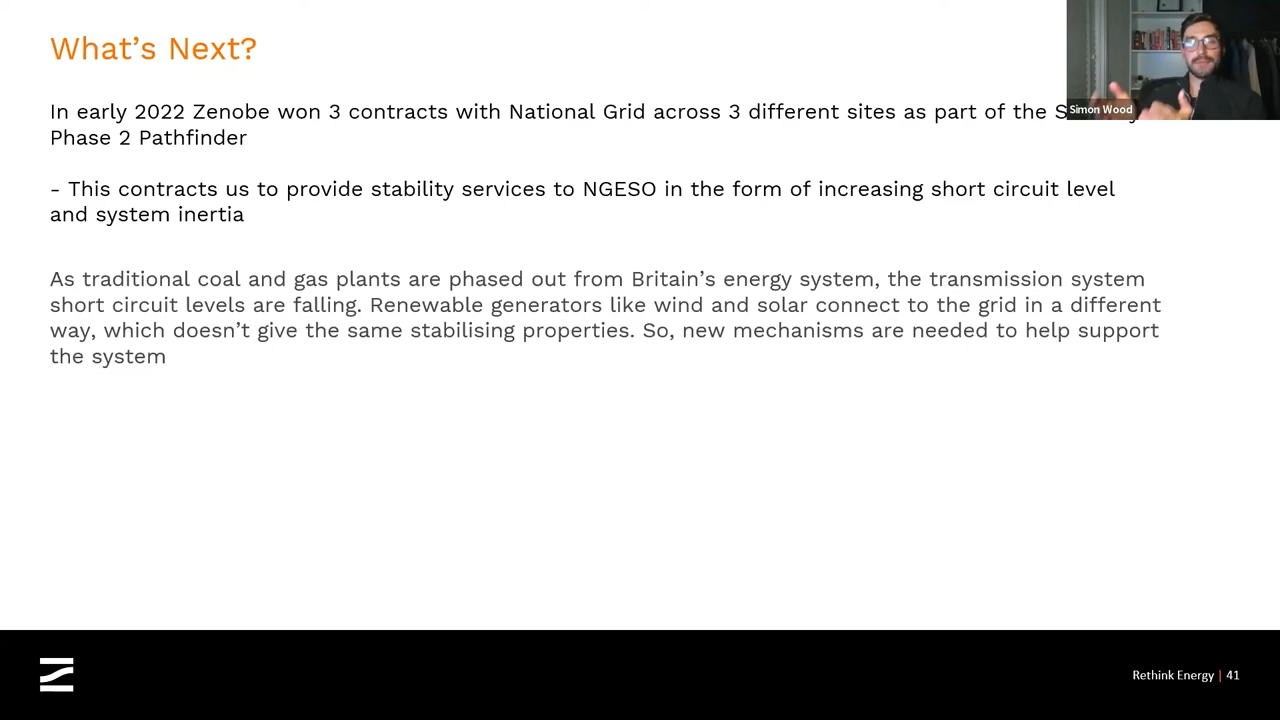 What's Next?
In early 2022 Zenobe won 3 contracts with National Grid across 3 different sites as part of the
Phase 2 Pathfinder
- This contracts us to provide stability services to NGESO in the form of increasing short circuit level
and system inertia
As traditional coal and gas plants are phased out from Britain's energy system, the transmission system
short circuit levels are falling. Renewable generators like wind and solar connect to the grid in a different
way, which doesn't give the same stabilising properties. So, new mechanisms are needed to help support
the system
Simon Wood
Rethink Energy | 41